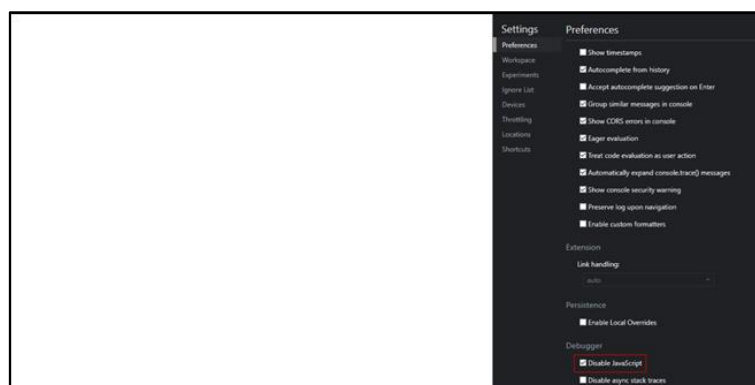 Settings
Preferences
Workspace
Experiments
Ignore List
Devices
Throttling
Locations
Shortcuts
Preferences
Show timestamps
Autocomplete from history
Accept autocomplete suggestion on Enter
Group similar messages in console
Show CORS errors in console
Eager evaluation
Treat code evaluation as user action
Automatically expand console.trace() messages
Show console security warning
Preserve log upon navigation
Enable custom formatters
Extension
Link handling:
auto
Persistence
Enable Local Overrides
Debugger
Disable JavaScript
Disable async stack traces